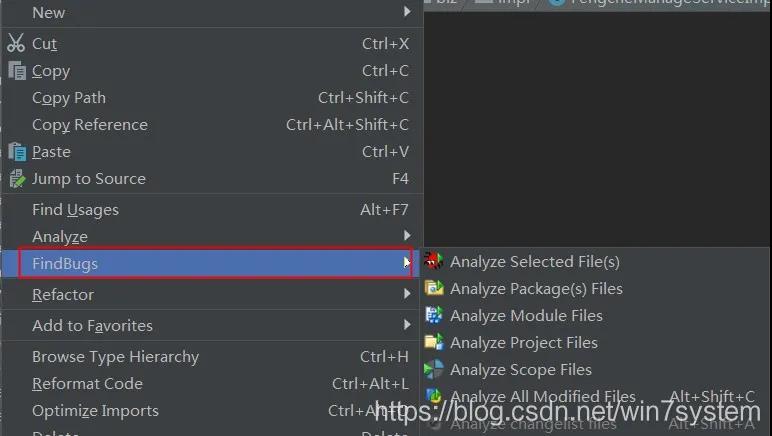 New
biz impl PengeneManageServiceImp
Cut Ctrl+X
Copy Ctrl+C
Copy Path Ctrl+Shift+C
Copy Reference Ctrl+Alt+Shift+C
Paste Ctrl+V
Jump to Source F4
Find Usages Alt+F7
Analyze
FindBugs
Refactor
Add to Favorites
Browse Type Hierarchy Ctrl+H
Reformat Code Ctrl+Alt+L
Optimize Imports
Delete Delete
Analyze Selected File(s)
Analyze Package(s) Files
Analyze Module Files
Analyze Project Files
Analyze Scope Files
Analyze All Modified Files Alt+Shift+C
Analyze changelist files Alt+Shift+A
https://blog.csdn.net/win7system